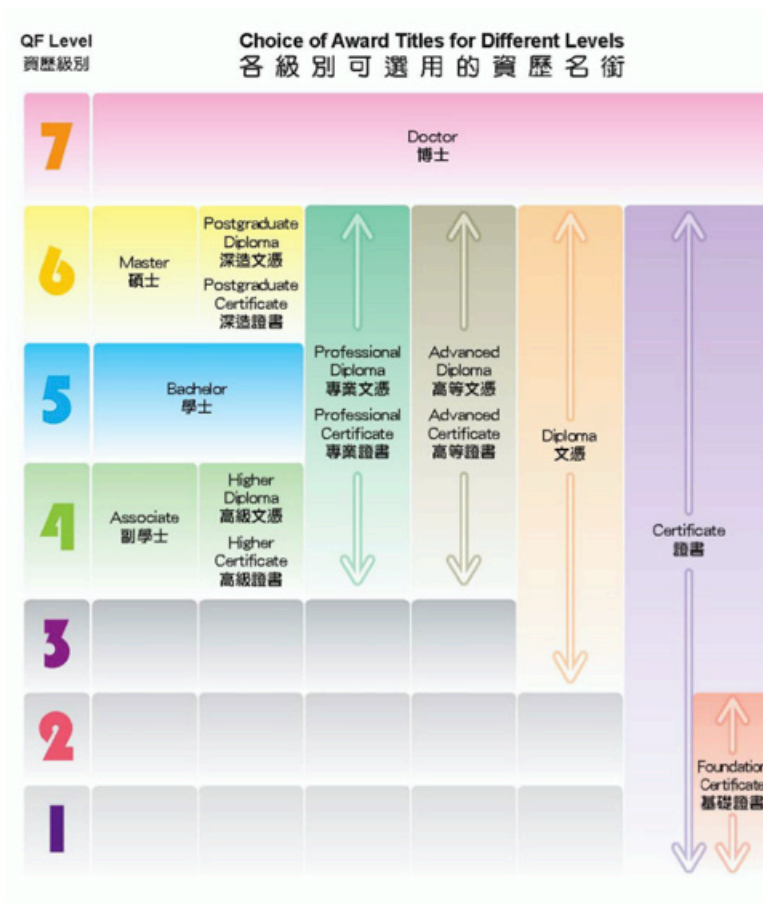 QF Level
資歷級別
Choice of Award Titles for Different Levels
各級別可選用的資歷名銜
7
Doctor
博士
6
Master
碩士
Postgraduate
Diploma
深造文憑
Postgraduate
Certificate
深造證書
5
Bachelor
學士
Professional
Diploma
專業文憑
Professional
Certificate
專業證書
Advanced
Diploma
高等文憑
Advanced
Certificate
高等證書
Diploma
文憑
4
Associate
副學士
Higher
Diploma
高級文憑
Higher
Certificate
高級證書
Certificate
證書
3
2
Foundation
Certificate
基礎證書
1